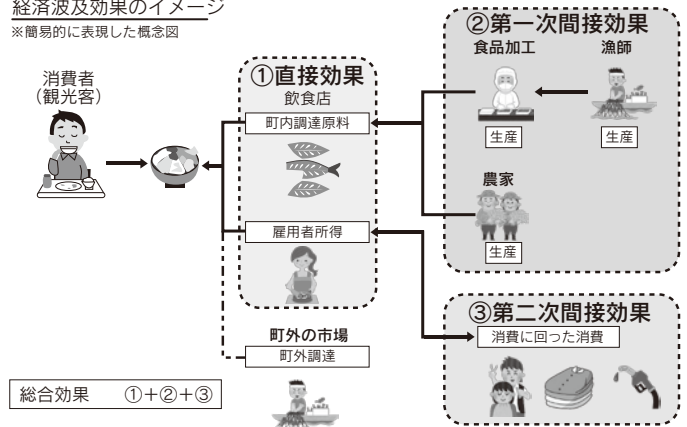 経済波及効果のイメージ
※簡易的に表現した概念図
消費者
（観光客）
①直接効果
飲食店
町内調達原料
雇用者所得
町外の市場
町外調達
②第一次間接効果
食品加工
漁師
生産
生産
農家
生産
③第二次間接効果
消費に回った消費
総合効果 ①＋②＋③